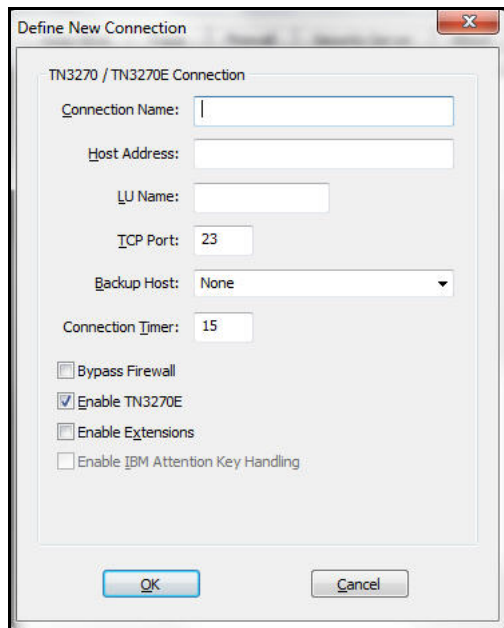 Define New Connection
TN3270 / TN3270E Connection
Connection Name:
Host Address:
LU Name:
TCP Port: 23
Backup Host: None
Connection Timer: 15
Bypass Firewall
Enable TN3270E
Enable Extensions
Enable IBM Attention Key Handling
OK Cancel